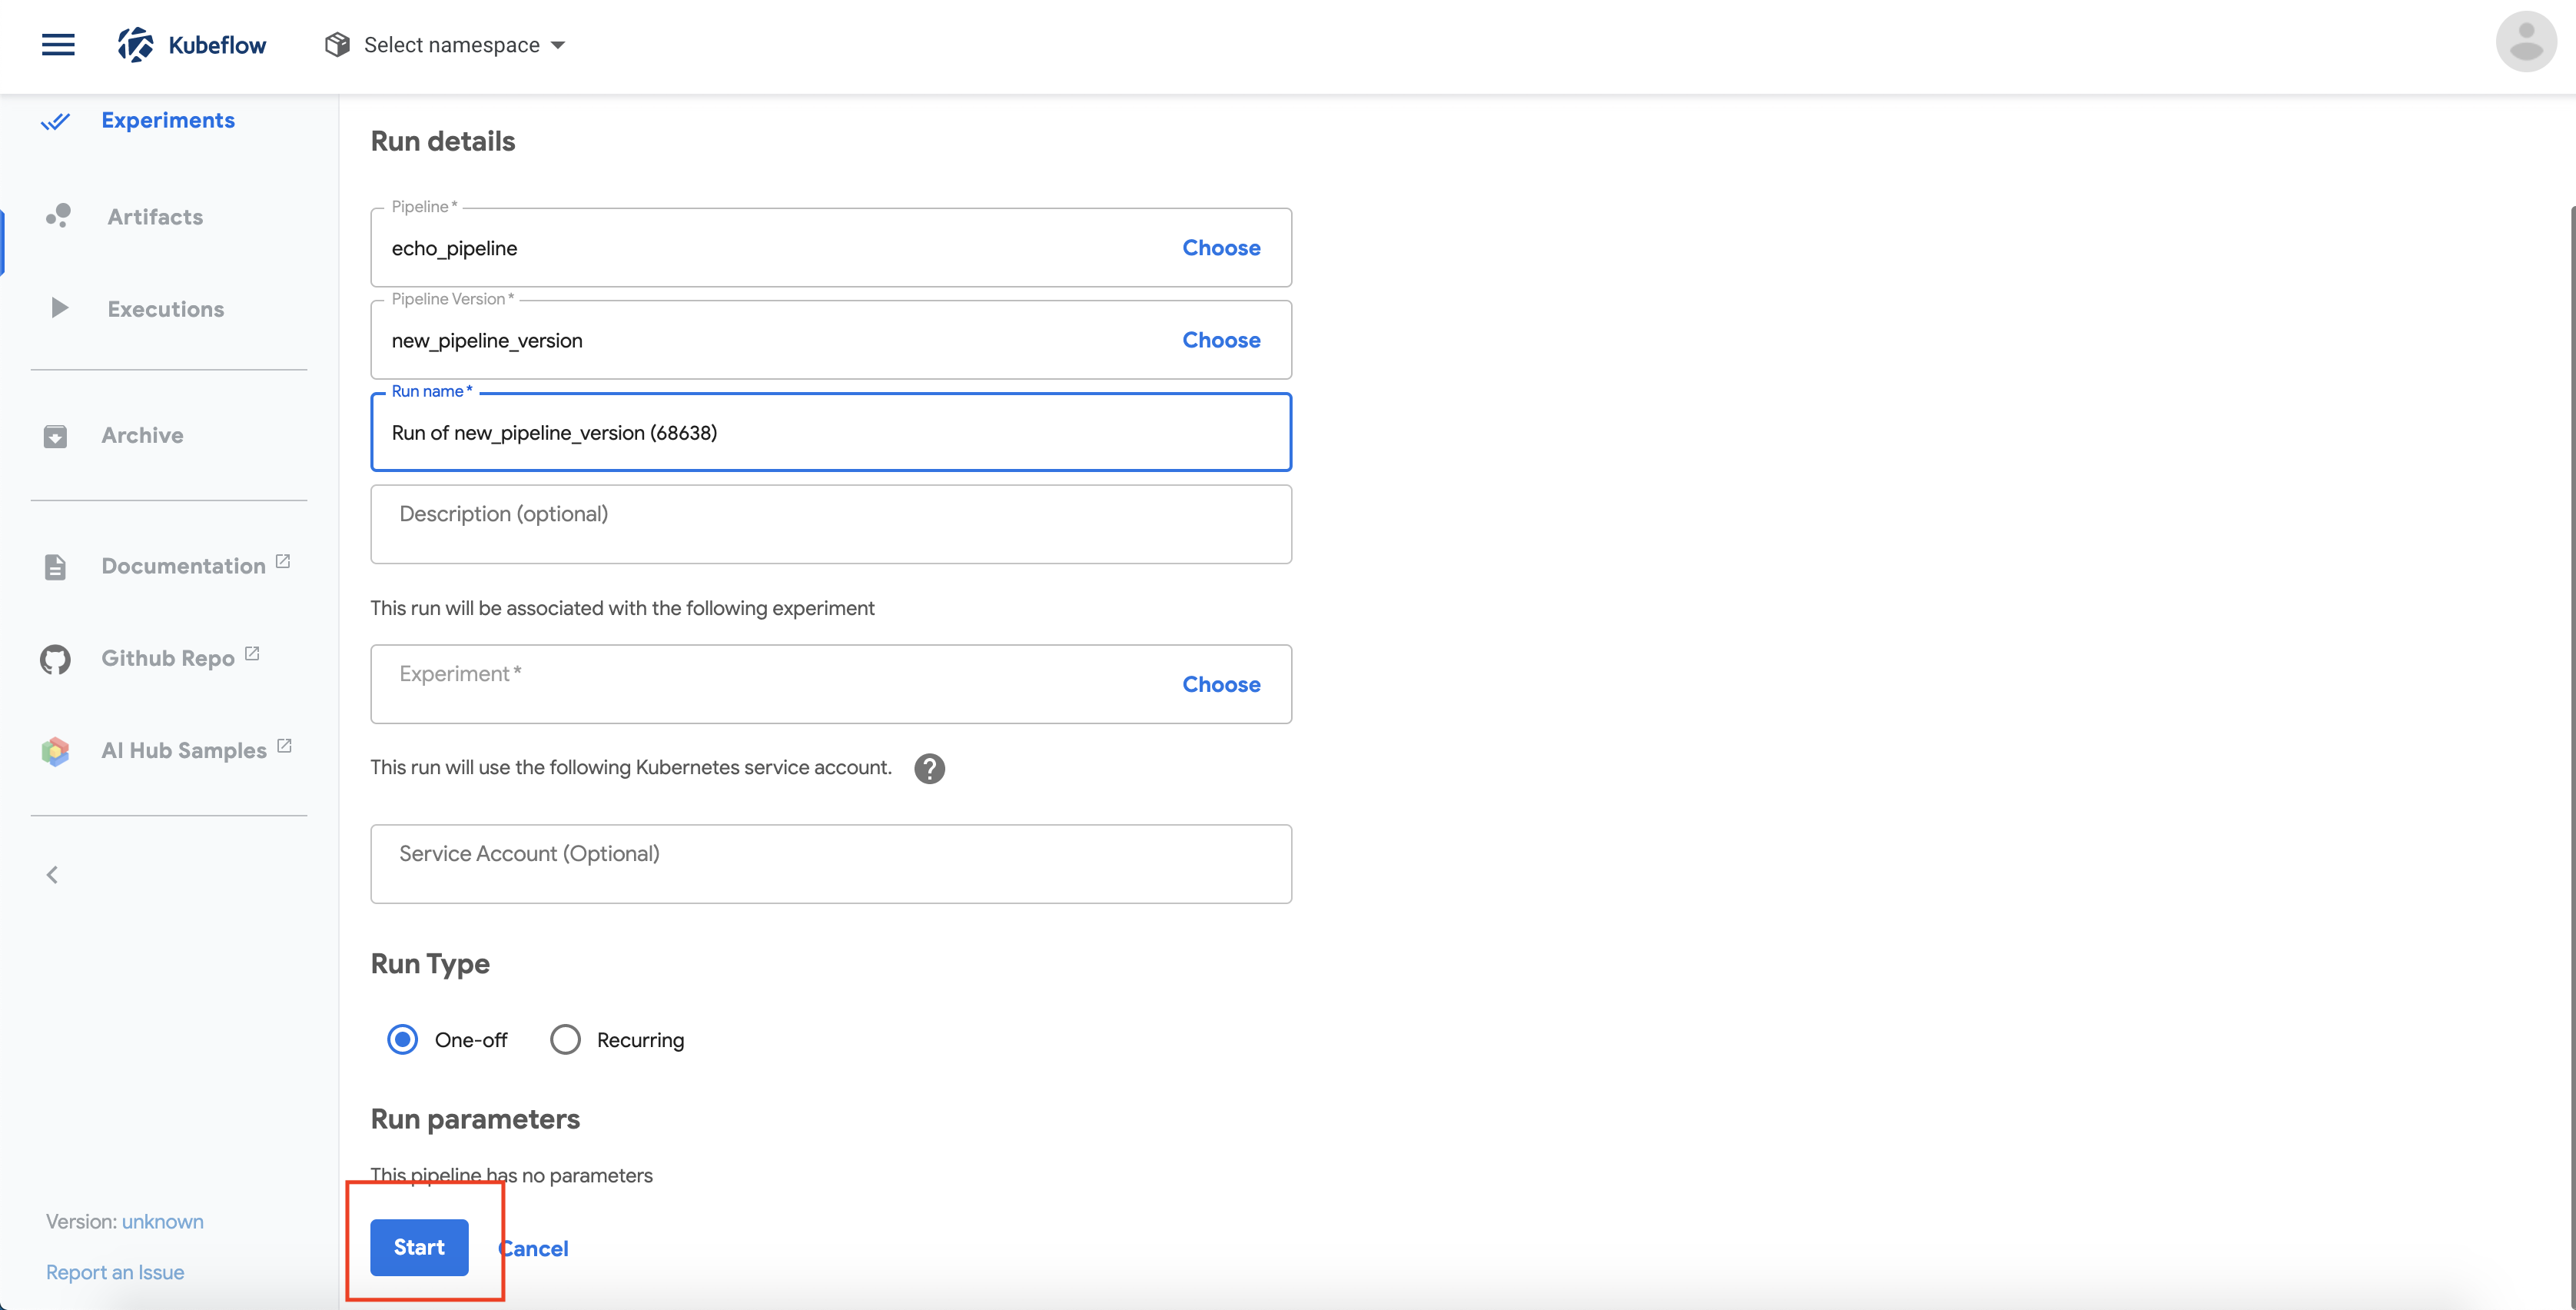 Kubeflow
Select namespace
Experiments
Artifacts
Executions
Archive
Documentation
Github Repo
AI Hub Samples
Version: unknown
Report an Issue
Run details
Pipeline *
echo_pipeline
Choose
Pipeline Version *
new_pipeline_version
Choose
Run name *
Run of new_pipeline_version (68638)
Description (optional)
This run will be associated with the following experiment
Experiment *
Choose
This run will use the following Kubernetes service account.
?
Service Account (Optional)
Run Type
One-off
Recurring
Run parameters
This pipeline has no parameters
Start
Cancel